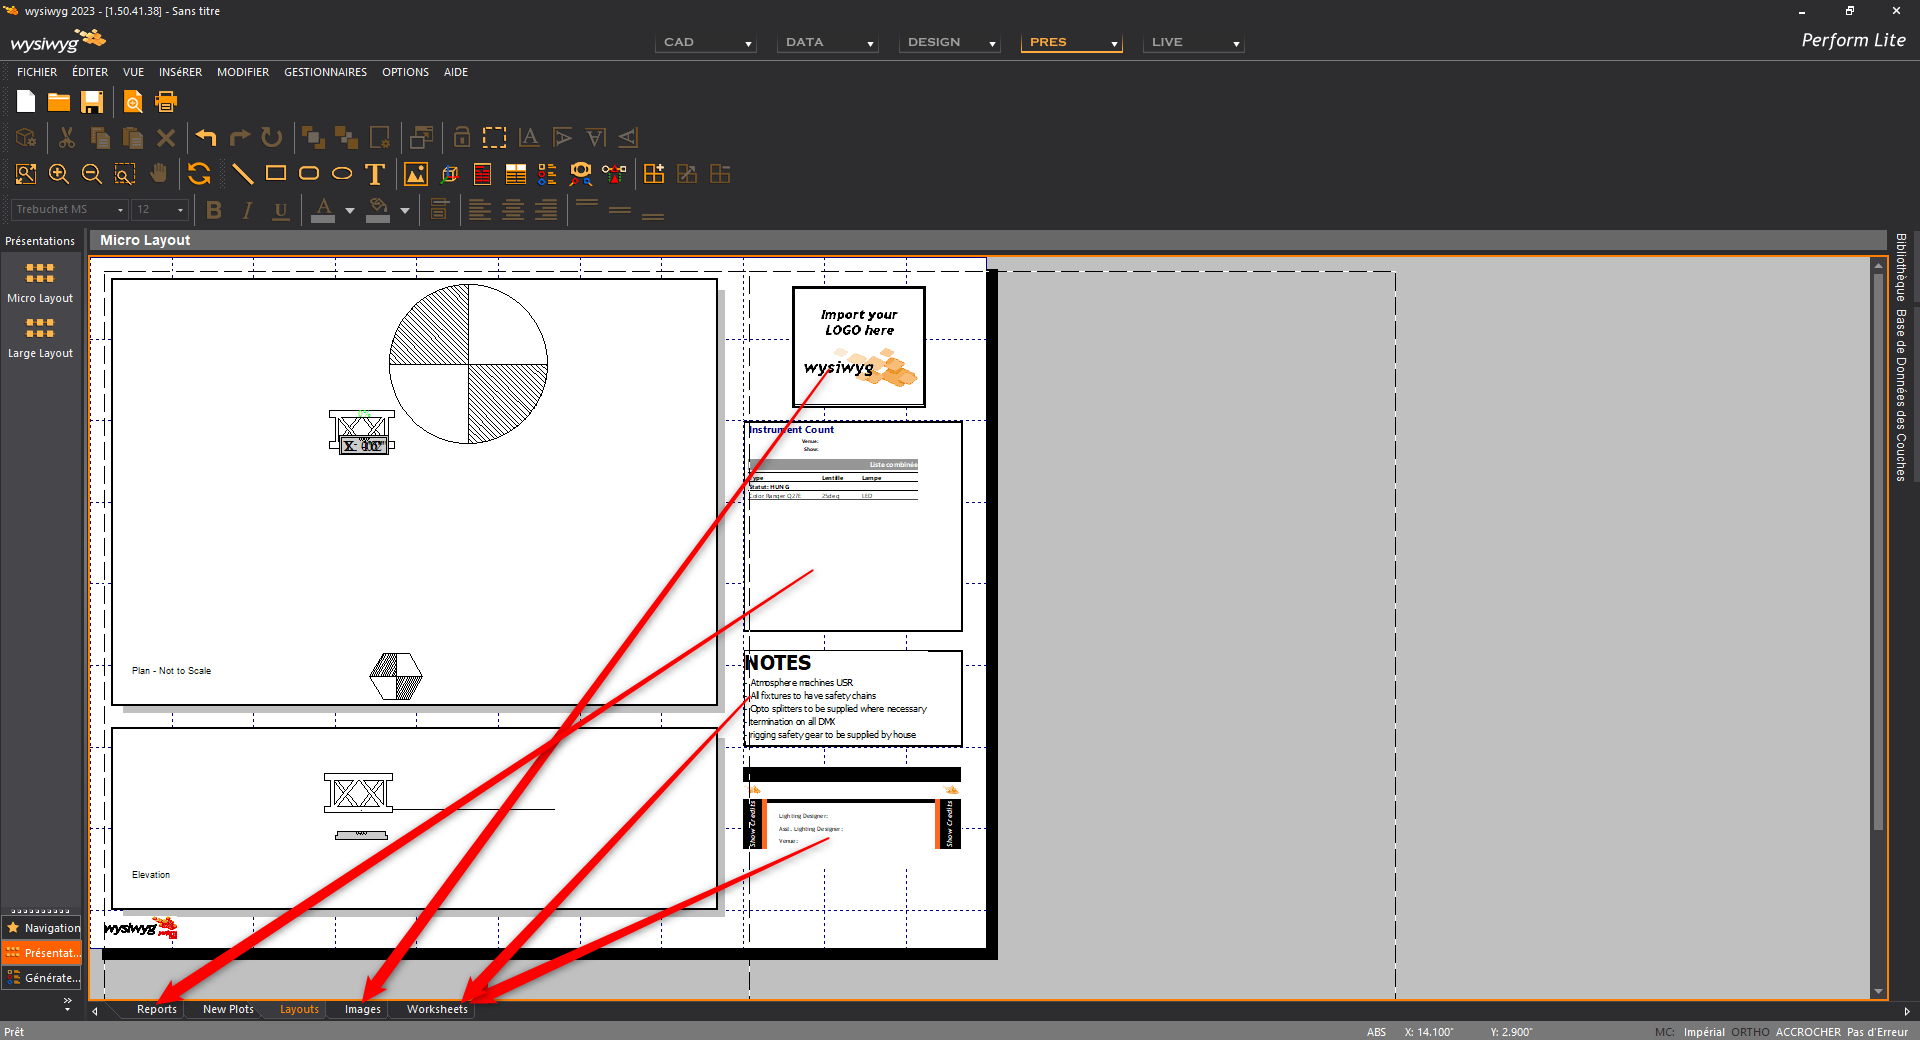 wysiwyg 2023 - [1.50.41.38] - Sans titre
wysiwyg
CAD
DATA
DESIGN
PRES
LIVE
Perform Lite
FICHIER ÉDITER VUE INSéRER MODIFIER GESTIONNAIRES OPTIONS AIDE
Trebuchet MS
12
B I U A
Présentations
Micro Layout
Large Layout
Micro Layout
Import your
LOGO here
wysiwyg
Instrument Count
Venue:
Show:
Liste combinée
Type Lentille Lampe
Statut: HUNG
Color Ranger Q27E 25deg LED
Plan - Not to Scale
NOTES
- Atmosphere machines USR
- All fixtures to have safety chains
- Opto splitters to be supplied where necessary
- termination on all DMX
- rigging safety gear to be supplied by house
Show Credits
Lighting Designer:
Asst. Lighting Designer:
Venue:
Show Credits
Elevation
wysiwyg
Bibliothèque
Base de Données des Couches
Navigation
Présentat...
Générate...
Reports
New Plots
Layouts
Images
Worksheets
Prêt
ABS X: 14.100" Y: 2.900" MC: Impérial ORTHO ACCROCHER Pas d'Erreur